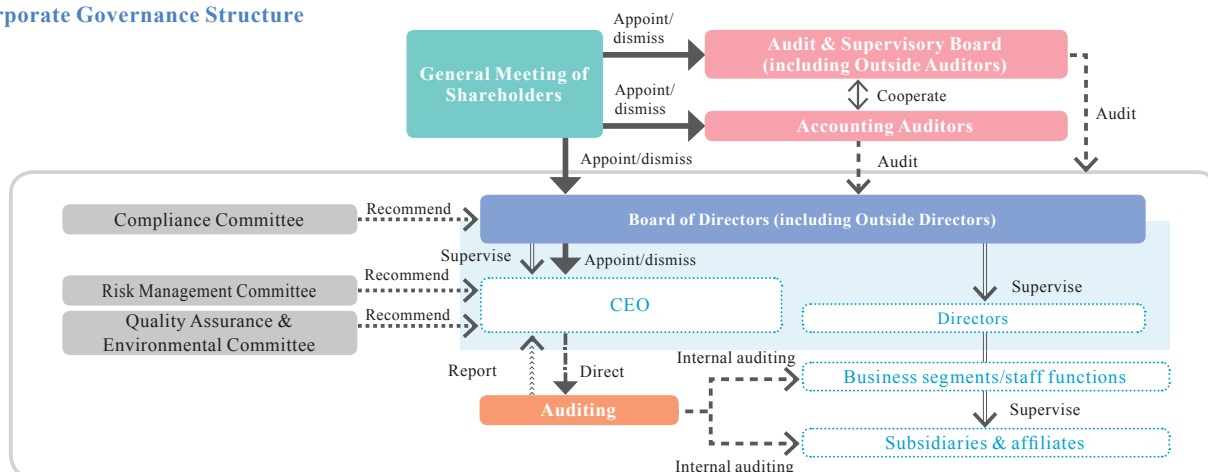 rporate Governance Structure
Appoint/
dismiss
General Meeting of
Shareholders
Audit & Supervisory Board
(including Outside Auditors)
Cooperate
Appoint/
dismiss
Accounting Auditors
Audit
Appoint/dismiss
Audit
Compliance Committee
Recommend
Board of Directors (including Outside Directors)
Supervise
Appoint/dismiss
Risk Management Committee
Recommend
CEO
Supervise
Directors
Quality Assurance &
Environmental Committee
Recommend
Report
Direct
Internal auditing
Business segments/staff functions
Auditing
Supervise
Subsidiaries & affiliates
Internal auditing